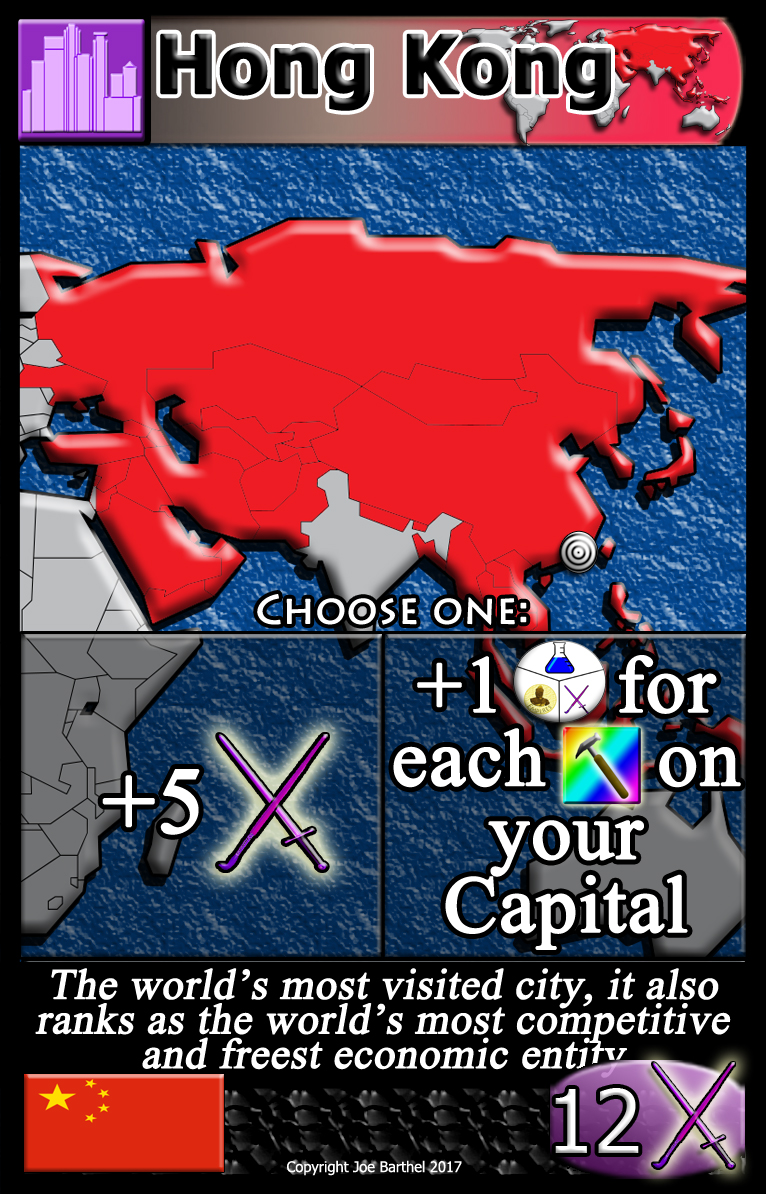 Hong Kong
CHOOSE ONE:
+5
+1 for
each on
your
Capital
The world's most visited city, it also
ranks as the world's most competitive
and freest economic entity
12
Copyright Joe Barthel 2017